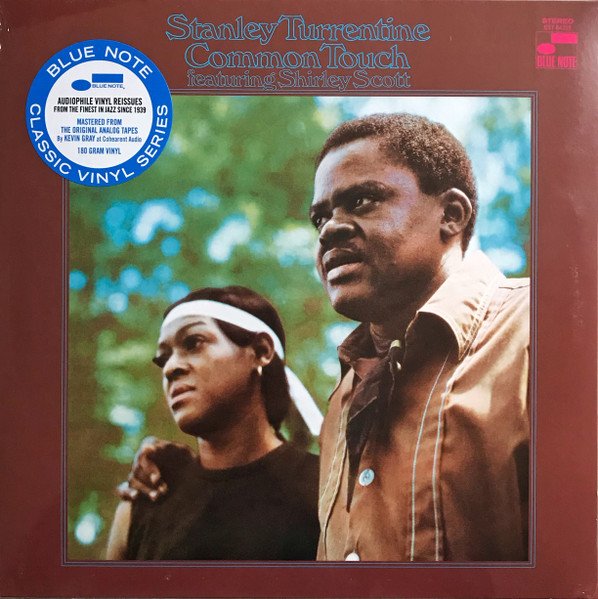 Stanley Turrentine
Common Touch
featuring Shirley Scott
STEREO
BLUE NOTE
BLUE NOTE
BLUE NOTE
AUDIOPHILE VINYL REISSUES
FROM THE FINEST IN JAZZ SINCE 1939
MASTERED FROM
THE ORIGINAL ANALOG TAPES
By KEVIN GRAY at Cohearent Audio
180 GRAM VINYL
CLASSIC VINYL SERIES